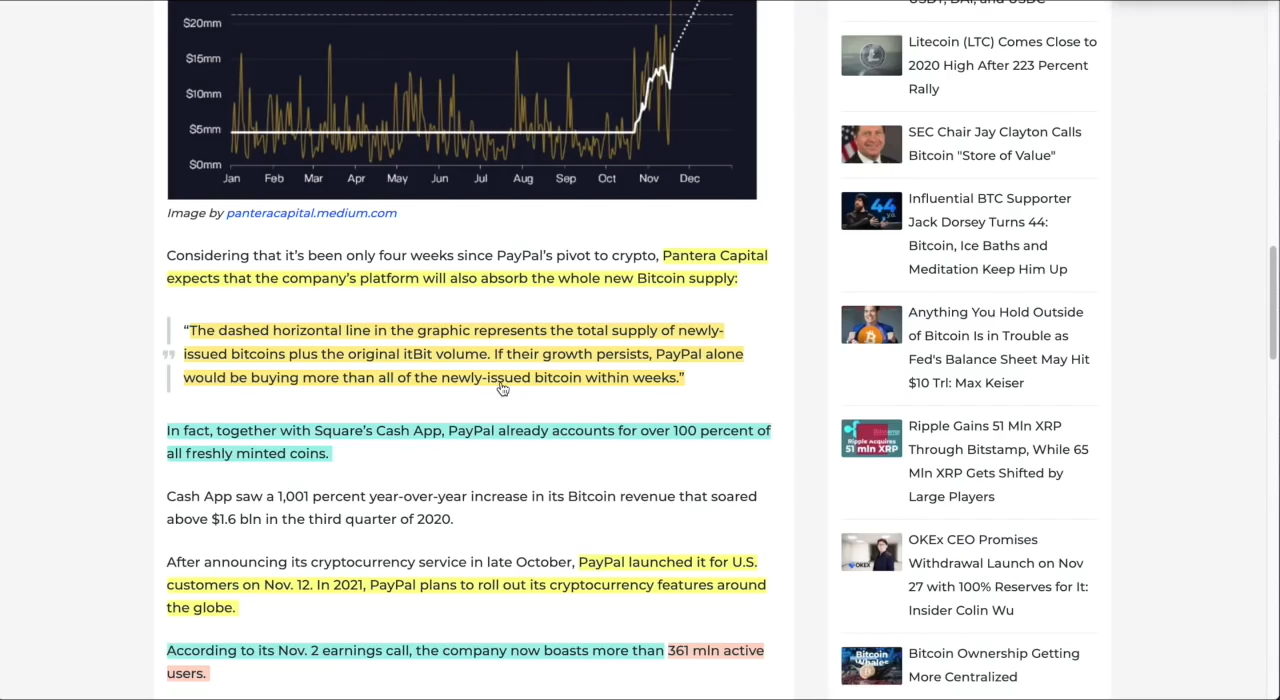 $20mm
$15mm
$10mm
$5mm
$0mm
Jan Feb Mar Apr May Jun Jul Aug Sep Oct Nov Dec
Image by panteracapital.medium.com
Considering that it’s been only four weeks since PayPal’s pivot to crypto, Pantera Capital
expects that the company’s platform will also absorb the whole new Bitcoin supply:
“The dashed horizontal line in the graphic represents the total supply of newly-
issued bitcoins plus the original itBit volume. If their growth persists, PayPal alone
would be buying more than all of the newly-issued bitcoin within weeks.”
In fact, together with Square’s Cash App, PayPal already accounts for over 100 percent of
all freshly minted coins.
Cash App saw a 1,001 percent year-over-year increase in its Bitcoin revenue that soared
above $1.6 bln in the third quarter of 2020.
After announcing its cryptocurrency service in late October, PayPal launched it for U.S.
customers on Nov. 12. In 2021, PayPal plans to roll out its cryptocurrency features around
the globe.
According to its Nov. 2 earnings call, the company now boasts more than 361 mln active
users.
USDT, DAI, and USDC
Litecoin (LTC) Comes Close to
2020 High After 223 Percent
Rally
SEC Chair Jay Clayton Calls
Bitcoin "Store of Value"
44
Influential BTC Supporter
Jack Dorsey Turns 44:
Bitcoin, Ice Baths and
Meditation Keep Him Up
Anything You Hold Outside
of Bitcoin Is in Trouble as
Fed's Balance Sheet May Hit
$10 Trl: Max Keiser
Ripple acquires
51 mln XRP
Ripple Gains 51 Mln XRP
Through Bitstamp, While 65
Mln XRP Gets Shifted by
Large Players
OKEX
OKEx CEO Promises
Withdrawal Launch on Nov
27 with 100% Reserves for It:
Insider Colin Wu
Bitcoin
Whales
Bitcoin Ownership Getting
More Centralized